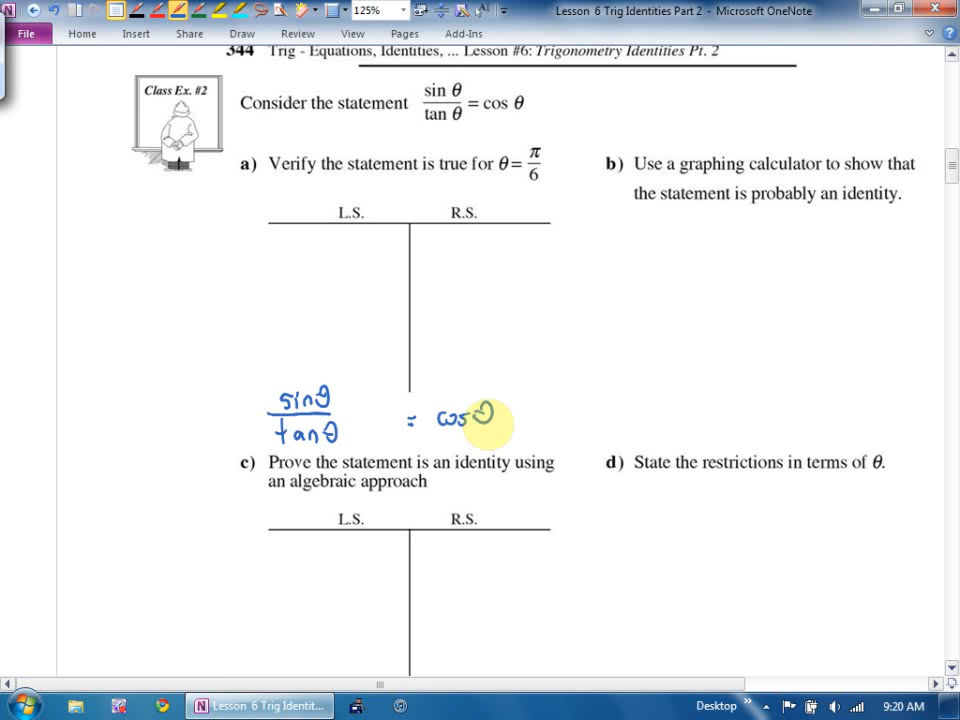 125%
Lesson 6 Trig Identities Part 2 - Microsoft OneNote
File Home Insert Share Draw Review View Pages Add-Ins
344 Trig - Equations, Identities, ... Lesson #6: Trigonometry Identities Pt. 2
Class Ex. #2
Consider the statement sin θ / tan θ = cos θ
a) Verify the statement is true for θ = π/6
L.S. R.S.
b) Use a graphing calculator to show that
the statement is probably an identity.
sinθ / tanθ = cosθ
c) Prove the statement is an identity using
an algebraic approach
L.S. R.S.
d) State the restrictions in terms of θ.
Lesson 6 Trig Identit...
Desktop
9:20 AM